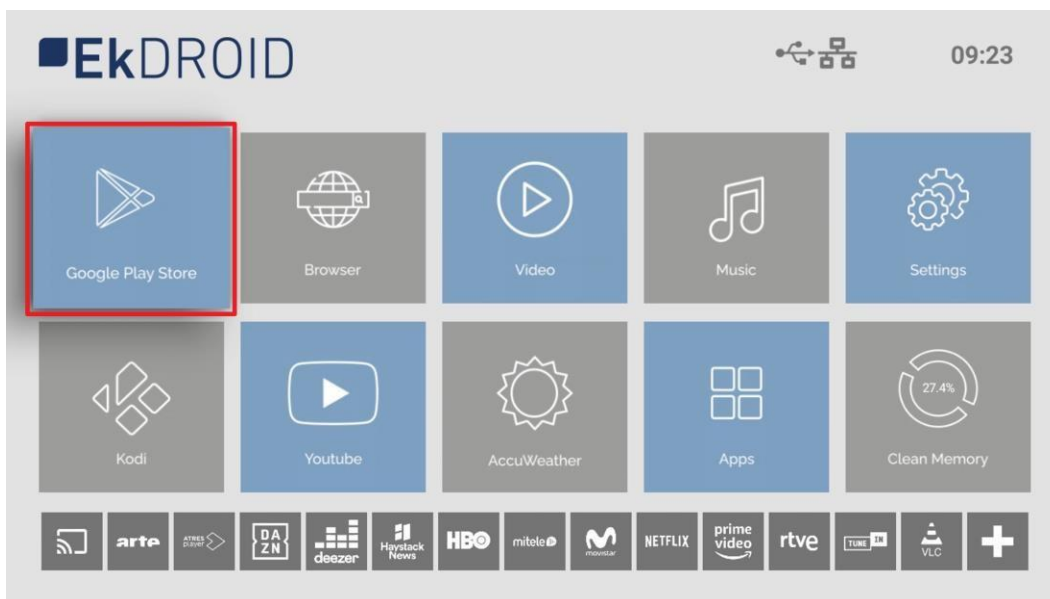 EkDROID
09:23
Google Play Store
Browser
Video
Music
Settings
Kodi
Youtube
AccuWeather
Apps
27.4%
Clean Memory
arte
ATRES
player
DA
ZN
deezer
Haystack
News
HBO
mitele
movistar
NETFLIX
prime
video
rtve
TUNE IN
VLC